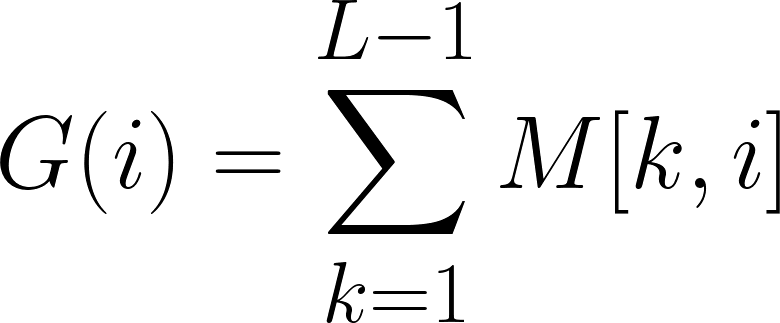 G(i) = \sum_{k=1}^{L-1} M[k, i]